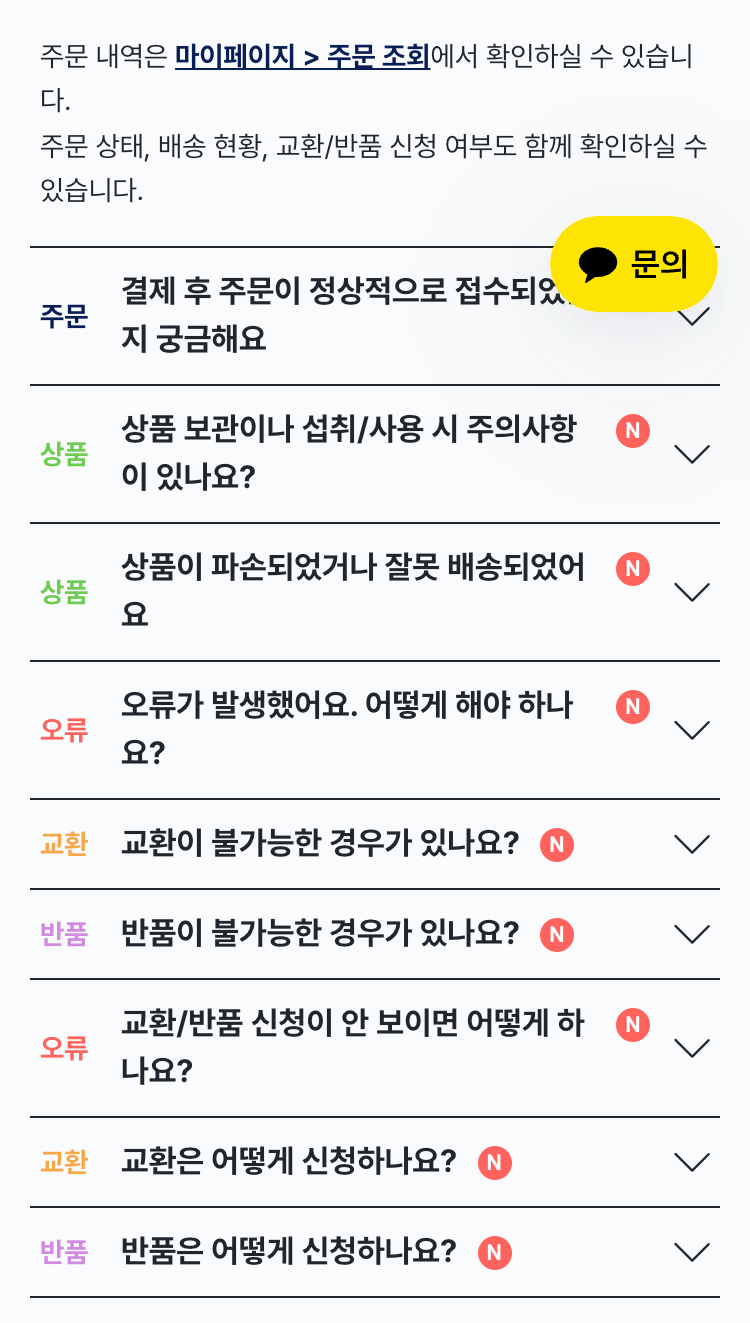 주문 내역은 마이페이지 > 주문 조회에서 확인하실 수 있습니
다.
주문 상태, 배송 현황, 교환/반품 신청 여부도 함께 확인하실 수
있습니다.
문의
주문
결제 후 주문이 정상적으로 접수되었
지 궁금해요
상품
상품 보관이나 섭취/사용 시 주의사항 N
이 있나요?
상품
상품이 파손되었거나 잘못 배송되었어 N
요
오류
오류가 발생했어요. 어떻게 해야 하나 N
요?
교환 교환이 불가능한 경우가 있나요? N
반품 반품이 불가능한 경우가 있나요? N
오류
교환/반품 신청이 안 보이면 어떻게 하 N
나요?
교환 교환은 어떻게 신청하나요? N
반품 반품은 어떻게 신청하나요? N